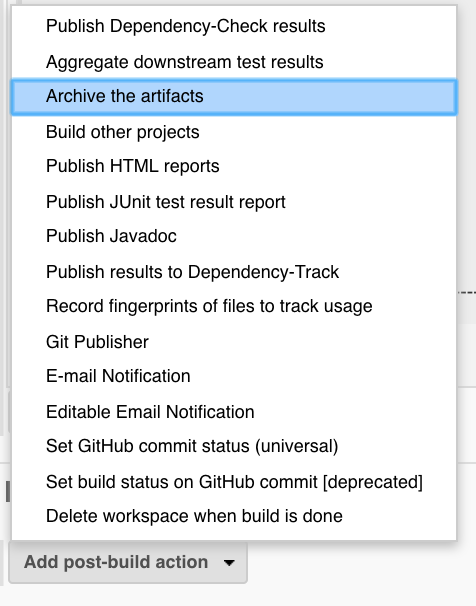 Publish Dependency-Check results
Aggregate downstream test results
Archive the artifacts
Build other projects
Publish HTML reports
Publish JUnit test result report
Publish Javadoc
Publish results to Dependency-Track
Record fingerprints of files to track usage
Git Publisher
E-mail Notification
Editable Email Notification
Set GitHub commit status (universal)
Set build status on GitHub commit [deprecated]
Delete workspace when build is done
Add post-build action